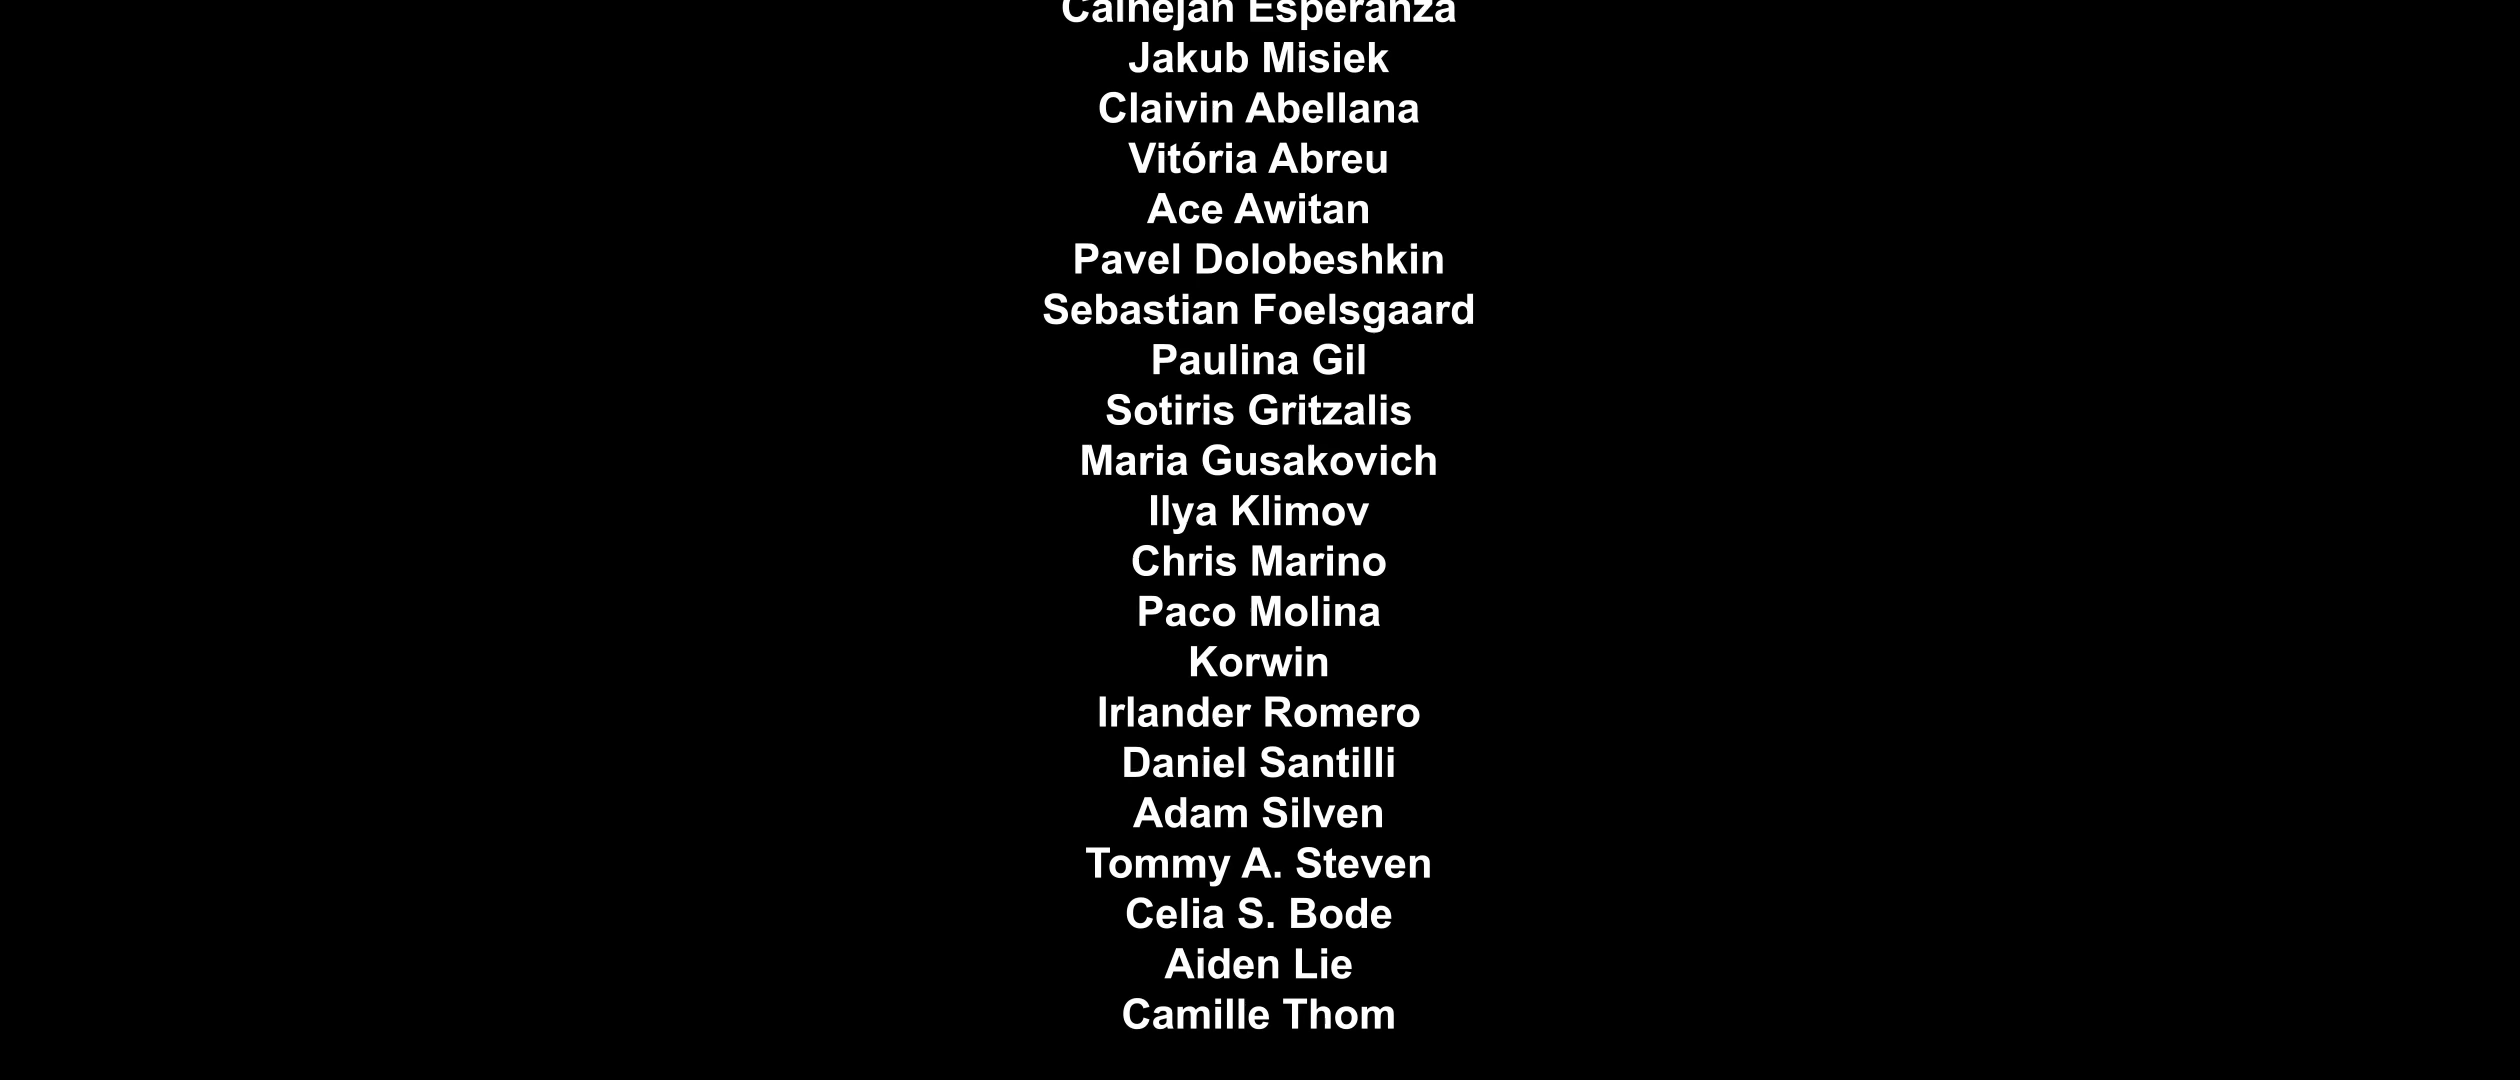 Esperanza
Jakub Misiek
Claivin Abellana
Vitória Abreu
Ace Awitan
Pavel Dolobeshkin
Sebastian Foelsgaard
Paulina Gil
Sotiris Gritzalis
Maria Gusakovich
Ilya Klimov
Chris Marino
Paco Molina
Korwin
Irlander Romero
Daniel Santilli
Adam Silven
Tommy A. Steven
Celia S. Bode
Aiden Lie
Camille Thom